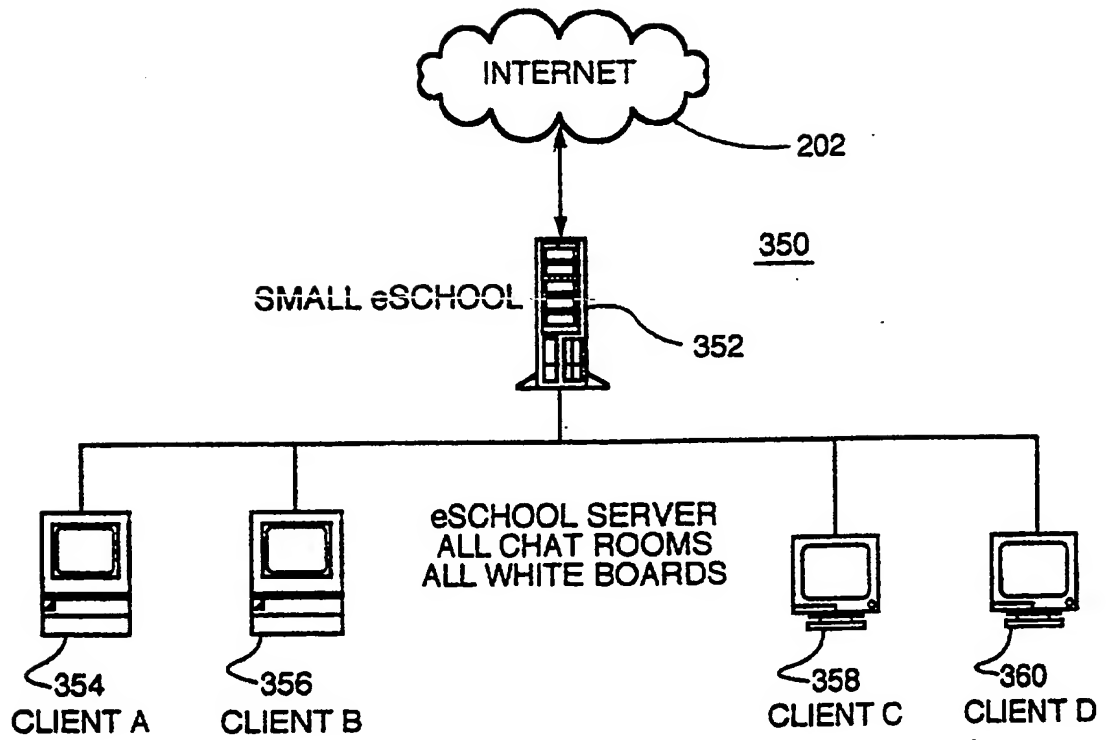 INTERNET
202
350
SMALL eSCHOOL
352
eSCHOOL SERVER
ALL CHAT ROOMS
ALL WHITE BOARDS
354
CLIENT A
356
CLIENT B
358
CLIENT C
360
CLIENT D